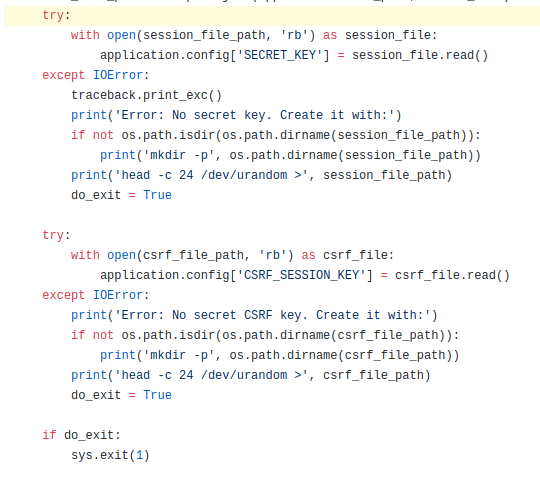 try:
    with open(session_file_path, 'rb') as session_file:
        application.config['SECRET_KEY'] = session_file.read()
except IOError:
    traceback.print_exc()
    print('Error: No secret key. Create it with:')
    if not os.path.isdir(os.path.dirname(session_file_path)):
        print('mkdir -p', os.path.dirname(session_file_path))
    print('head -c 24 /dev/urandom >', session_file_path)
    do_exit = True

try:
    with open(csrf_file_path, 'rb') as csrf_file:
        application.config['CSRF_SESSION_KEY'] = csrf_file.read()
except IOError:
    print('Error: No secret CSRF key. Create it with:')
    if not os.path.isdir(os.path.dirname(csrf_file_path)):
        print('mkdir -p', os.path.dirname(csrf_file_path))
    print('head -c 24 /dev/urandom >', csrf_file_path)
    do_exit = True

if do_exit:
    sys.exit(1)